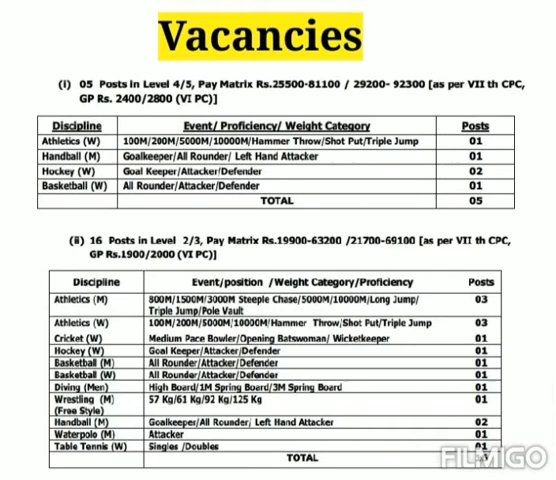 Vacancies
(i) 05 Posts in Level 4/5, Pay Matrix Rs.25500-81100 / 29200- 92300 [as per VII th CPC,
GP Rs. 2400/2800 (VI PC)]
Discipline Event/ Proficiency/ Weight Category Posts
Athletics (W) 100M/200M/5000M/10000M/Hammer Throw/Shot Put/Triple Jump 01
Handball (M) Goalkeeper/All Rounder/ Left Hand Attacker 01
Hockey (W) Goal Keeper/Attacker/Defender 02
Basketball (W) All Rounder/Attacker/Defender 01
TOTAL 05
(ii) 16 Posts in Level 2/3, Pay Matrix Rs.19900-63200 /21700-69100 [as per VII th CPC,
GP Rs.1900/2000 (VI PC)]
Discipline Event/position /Weight Category/Proficiency Posts
Athletics (M) 800M/1500M/3000M Steeple Chase/5000M/10000M/Long Jump/ 03
Triple Jump/Pole Vault
Athletics (W) 100M/200M/5000M/10000M/Hammer Throw/Shot Put/Triple Jump 03
Cricket (W) Medium Pace Bowler/Opening Batswoman/ Wicketkeeper 01
Hockey (W) Goal Keeper/Attacker/Defender 01
Basketball (M) All Rounder/Attacker/Defender 01
Basketball (W) All Rounder/Attacker/Defender 01
Diving (Men) High Board/1M Spring Board/3M Spring Board 01
Wrestling (M) 57 Kg/61 Kg/92 Kg/125 Kg 01
(Free Style)
Handball (M) Goalkeeper/All Rounder/ Left Hand Attacker 02
Waterpolo (M) Attacker 01
Table Tennis (W) Singles /Doubles 01
TOTAL
FILMIGO